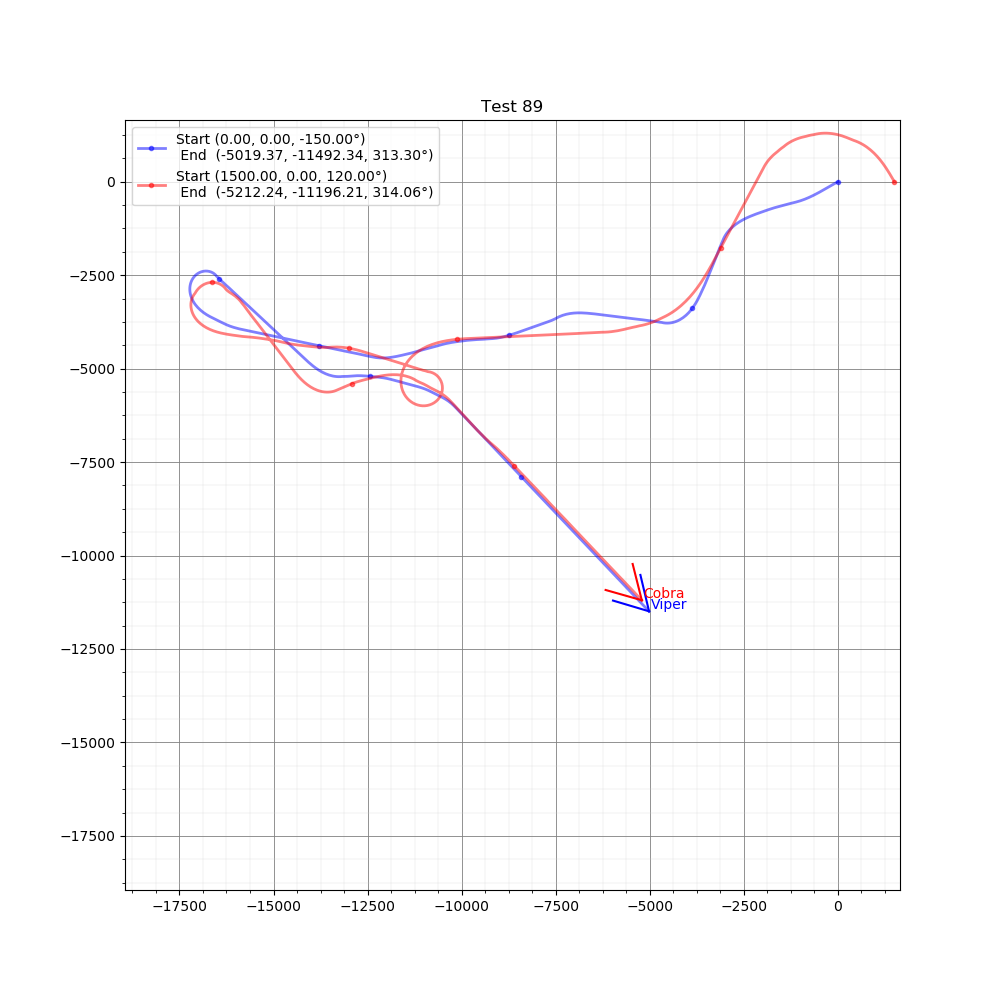 Test 89
Start (0.00, 0.00, -150.00°)
End  (-5019.37, -11492.34, 313.30°)
Start (1500.00, 0.00, 120.00°)
End  (-5212.24, -11196.21, 314.06°)
0
−2500
−5000
−7500
−10000
−12500
−15000
−17500
Cobra
Viper
−17500 −15000 −12500 −10000 −7500 −5000 −2500 0